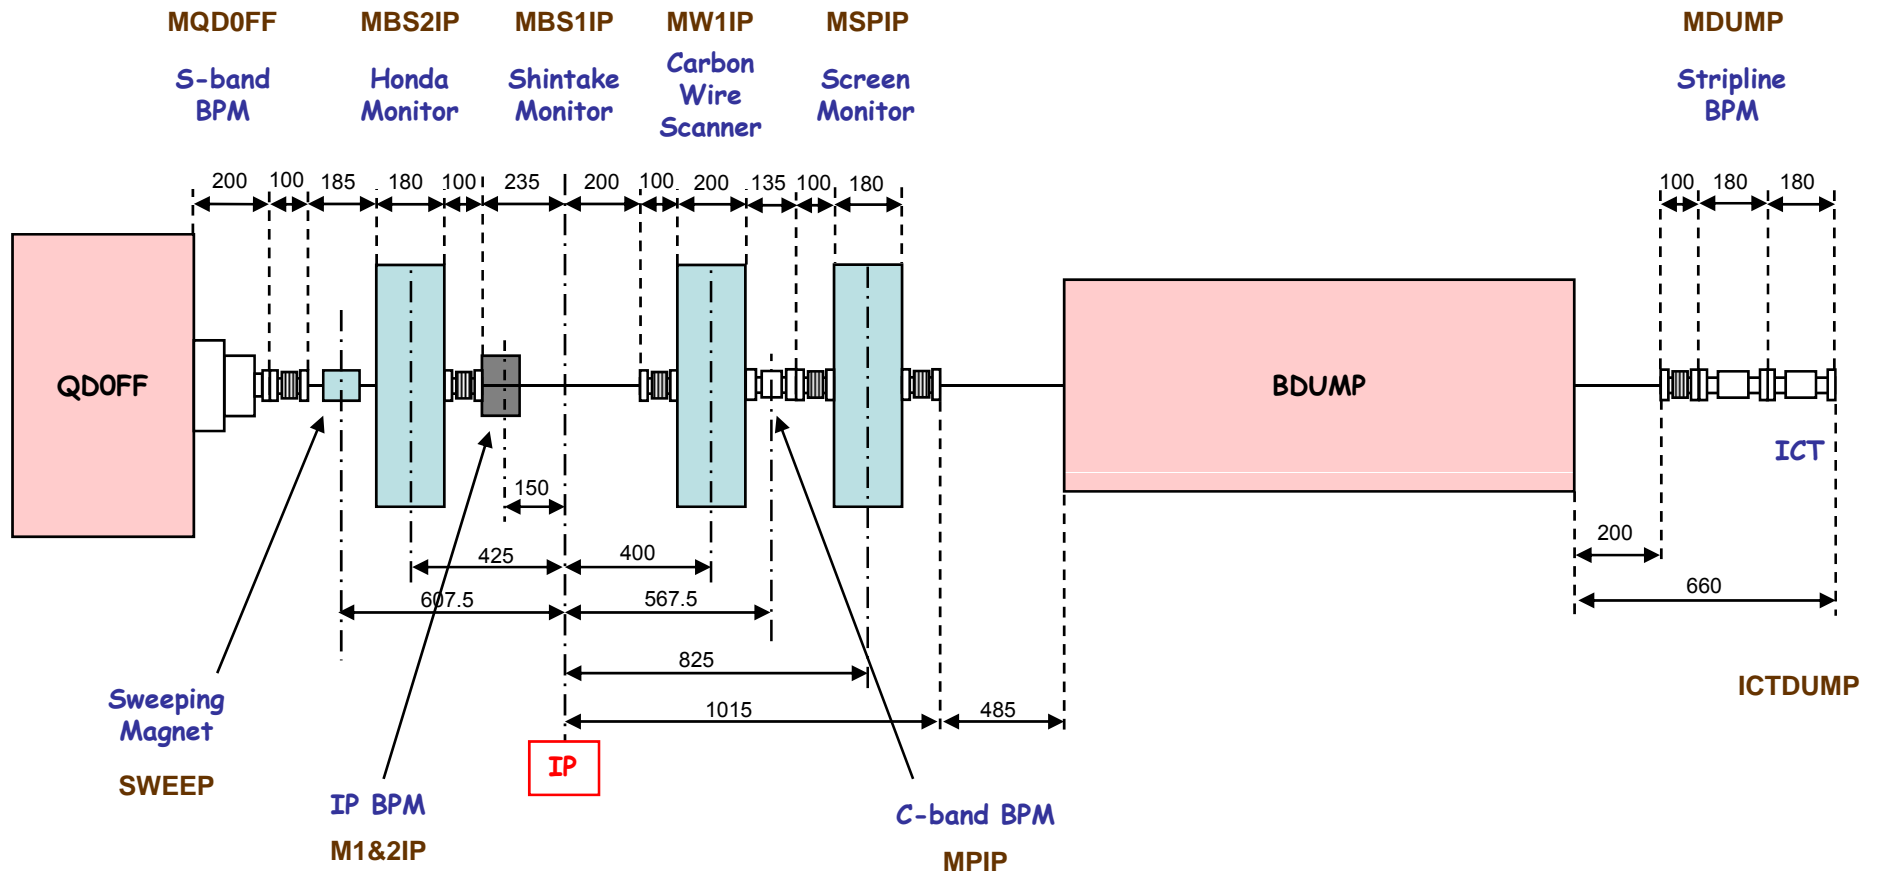 MQD0FF MBS2IP MBS1IP MW1IP MSPIP MDUMP
S-band
BPM
Honda
Monitor
Shintake
Monitor
Carbon
Wire
Scanner
Screen
Monitor
Stripline
BPM
200 100 185 180 100 235 200 100 200 135 100 180 100 180 180
QD0FF
BDUMP
ICT
150
200
425 400
607.5 567.5
660
825
1015 485
ICTDUMP
Sweeping
Magnet
SWEEP
IP
IP BPM
M1&2IP
C-band BPM
MPIP